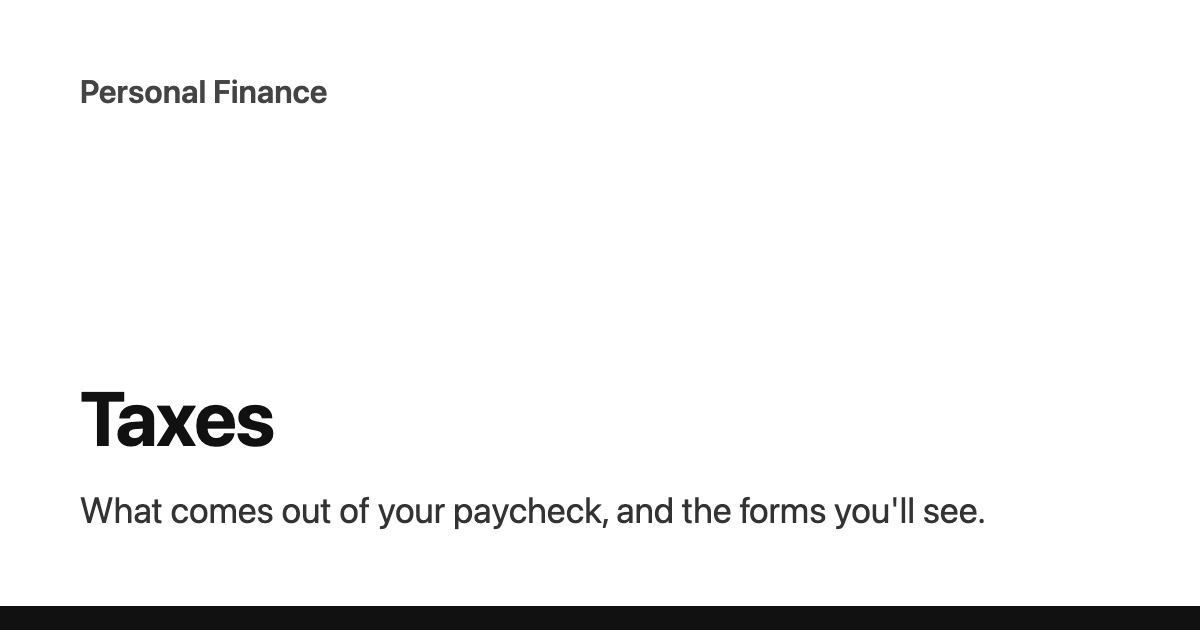 Personal Finance
Taxes
What comes out of your paycheck, and the forms you'll see.